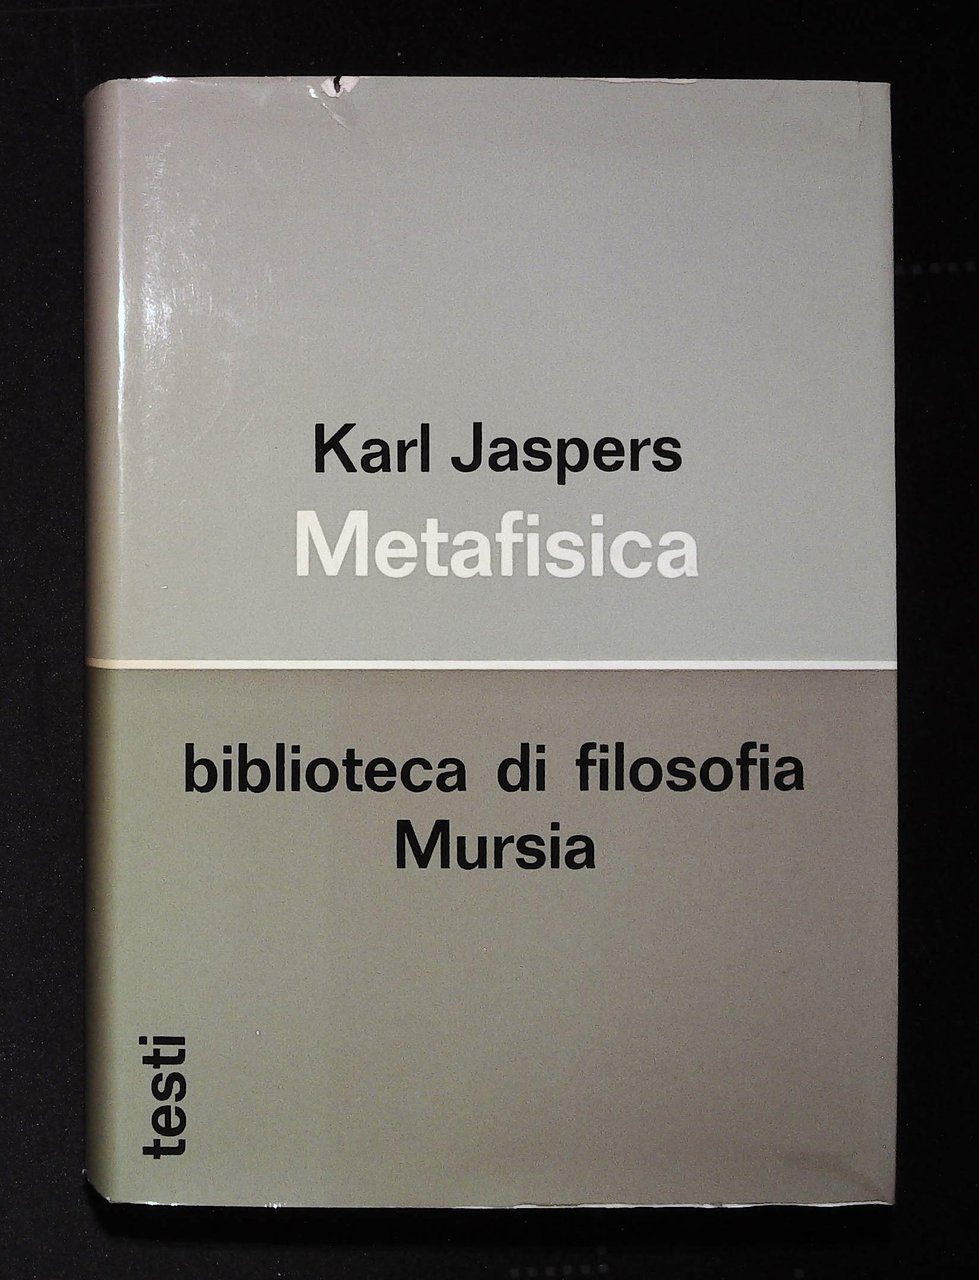 Karl Jaspers
Metafisica
biblioteca di filosofia
Mursia
testi